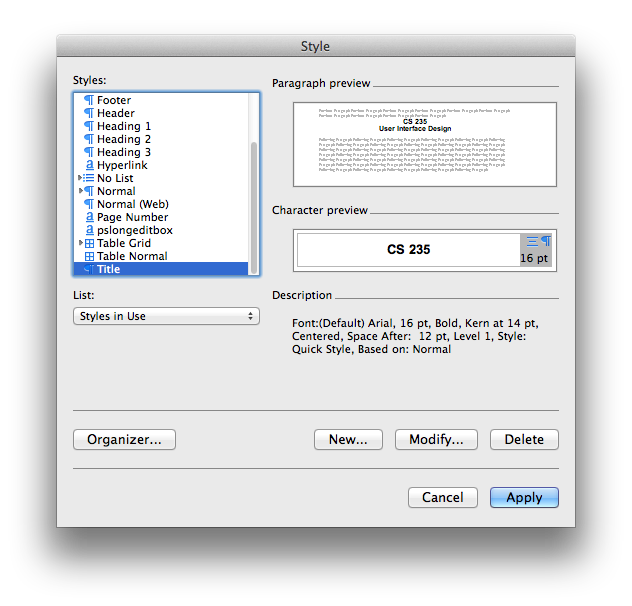 Style
Styles:
Footer
Header
Heading 1
Heading 2
Heading 3
Hyperlink
No List
Normal
Normal (Web)
Page Number
pslongeditbox
Table Grid
Table Normal
Title
List:
Styles in Use
Paragraph preview
CS 235
User Interface Design
Character preview
CS 235
16 pt
Description
Font:(Default) Arial, 16 pt, Bold, Kern at 14 pt,
Centered, Space After:  12 pt, Level 1, Style:
Quick Style, Based on: Normal
Organizer...
New...
Modify...
Delete
Cancel
Apply